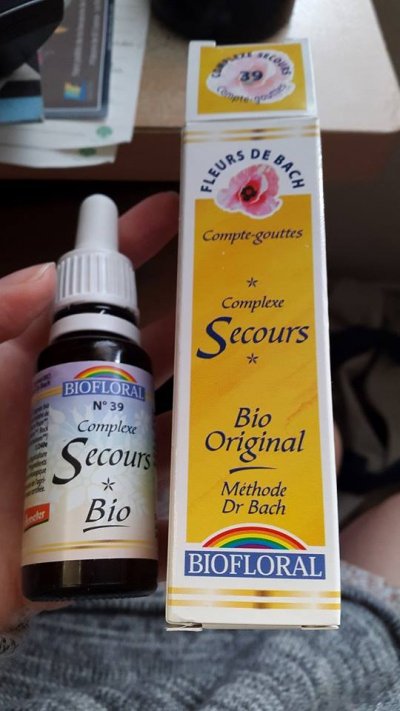 COMPLEXE SECOURS
39
Compte-gouttes
FLEURS DE BACH
Compte-gouttes
*
Complexe
Secours
*
Bio
Original
Méthode
Dr Bach
BIOFLORAL
BIOFLORAL
N° 39
Complexe
Secours
*
Bio